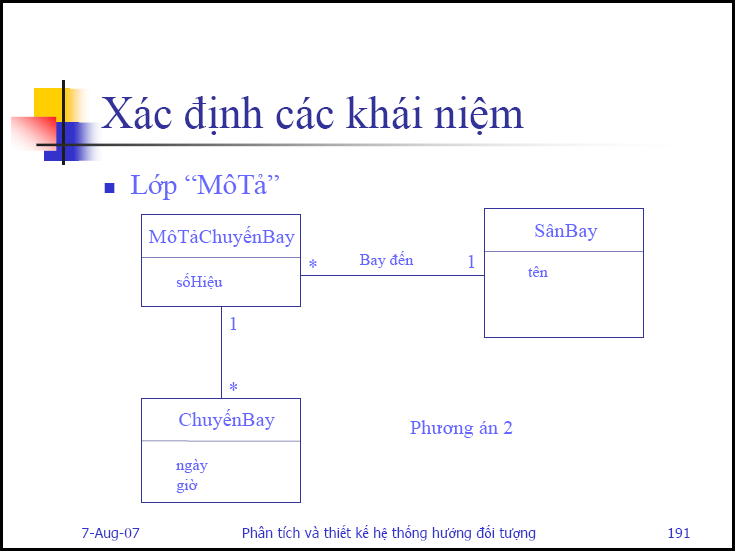 Xác định các khái niệm
Lớp “MôTả”
MôTảChuyếnBay
sốHiệu
* Bay đến 1
SânBay
tên
1
*
ChuyếnBay
ngày
giờ
Phương án 2
7-Aug-07 Phân tích và thiết kế hệ thống hướng đối tượng 191